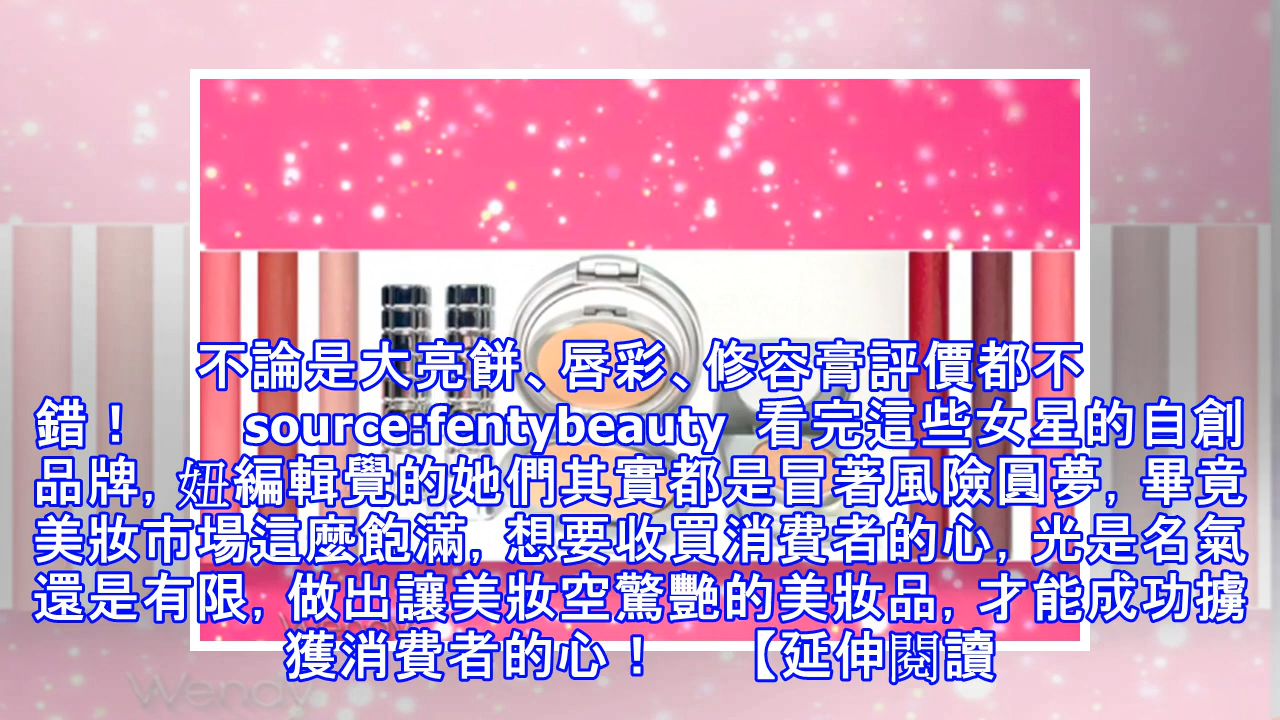 不論是大亮餅、唇彩、修容膏評價都不
錯！ source:fentybeauty 看完這些女星的自創
品牌, 妞編輯覺的她們其實都是冒著風險圓夢, 畢竟
美妝市場這麼飽滿, 想要收買消費者的心, 光是名氣
還是有限, 做出讓美妝空驚艷的美妝品, 才能成功擄
獲消費者的心！ 【延伸閱讀
Wendy